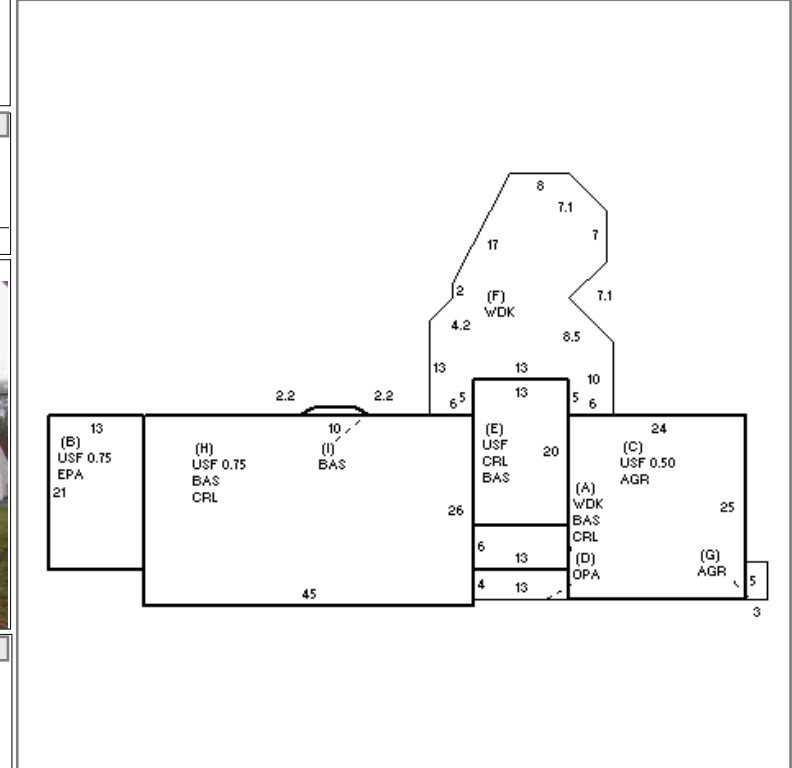 8
7.1
7
17
2
(F)
WDK
7.1
4.2
8.5
13
13
10
2.2
2.2
6
5
13
5
6
13
(B)
USF 0.75
EPA
21
(H)
USF 0.75
BAS
CRL
10
(I)
BAS
(E)
USF
CRL
BAS
20
24
(C)
USF 0.50
AGR
26
25
(A)
WDK
BAS
CRL
6
13
(D)
OPA
(G)
AGR
4
13
5
45
3